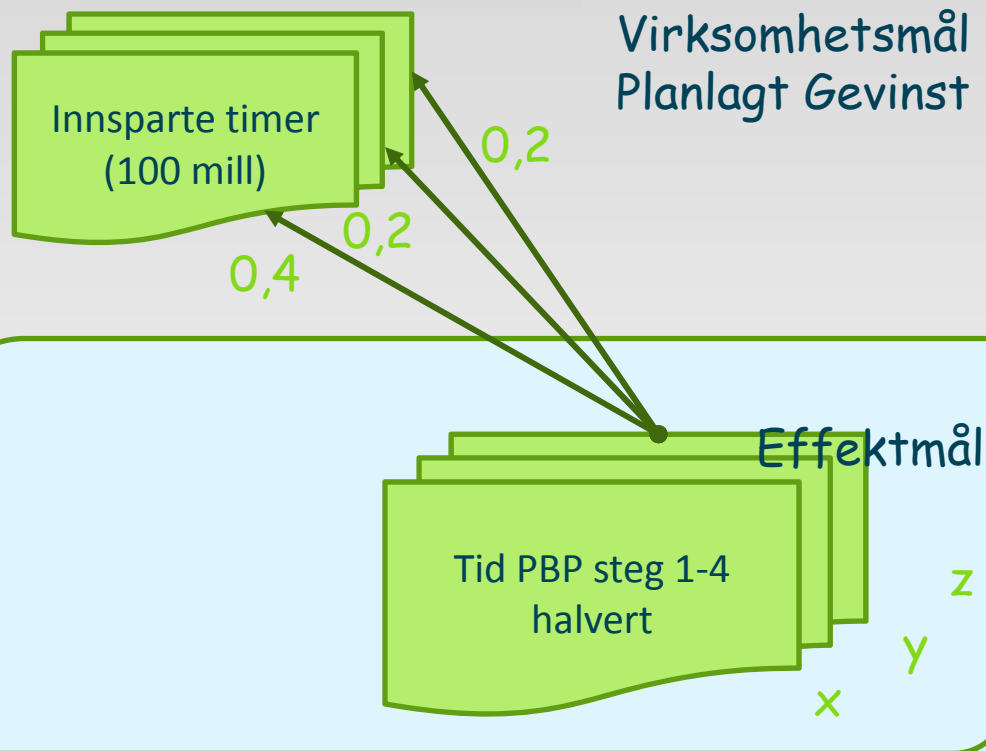 Virksomhetsmål
Planlagt Gevinst
Innsparte timer
(100 mill)
0,2
0,2
0,4
Effektmål
Tid PBP steg 1-4
halvert
z
y
x